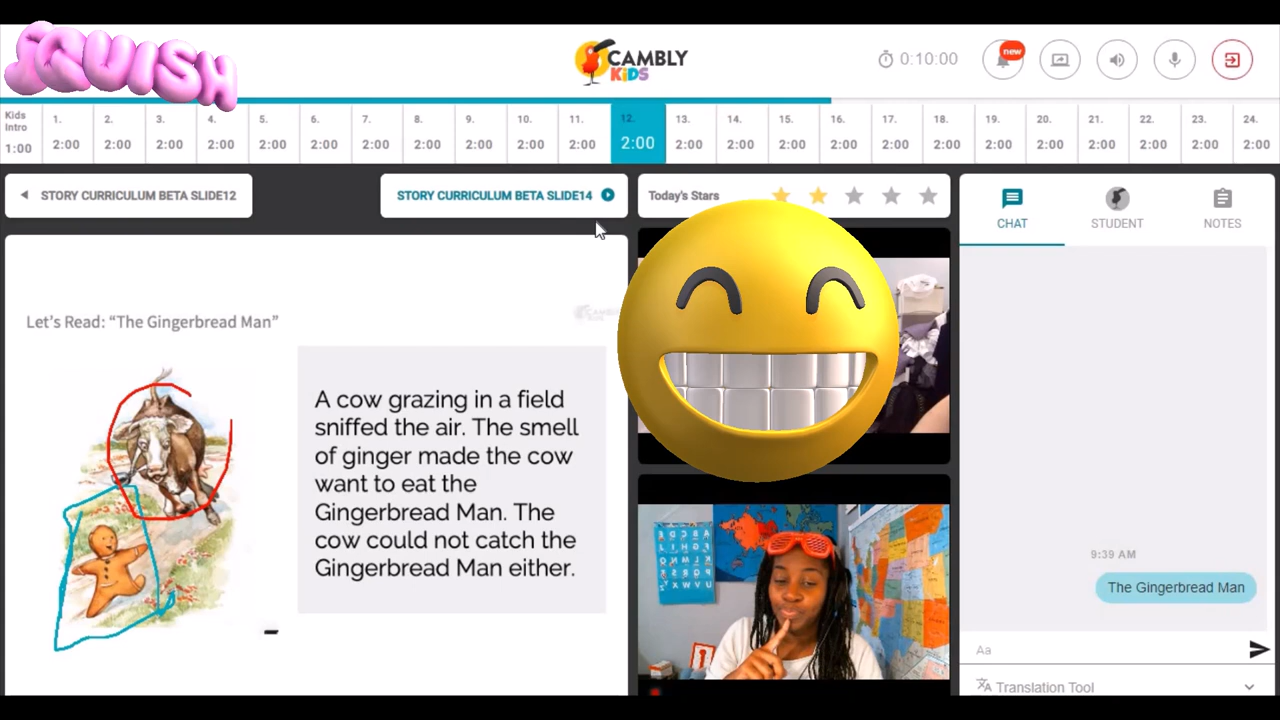 SQUISH
CAMBLY
KIDS
0:10:00
new
Kids
Intro
1:00
1.
2:00
2.
2:00
3.
2:00
4.
2:00
5.
2:00
6.
2:00
7.
2:00
8.
2:00
9.
2:00
10.
2:00
11.
2:00
12.
2:00
13.
2:00
14.
2:00
15.
2:00
16.
2:00
17.
2:00
18.
2:00
19.
2:00
20.
2:00
21.
2:00
22.
2:00
23.
2:00
24.
2:00
STORY CURRICULUM BETA SLIDE12
STORY CURRICULUM BETA SLIDE14
Today's Stars
CHAT
STUDENT
NOTES
Let's Read: “The Gingerbread Man”
CAMBLY
KIDS
A cow grazing in a field
sniffed the air. The smell
of ginger made the cow
want to eat the
Gingerbread Man. The
cow could not catch the
Gingerbread Man either.
9:39 AM
The Gingerbread Man
Aa
Translation Tool